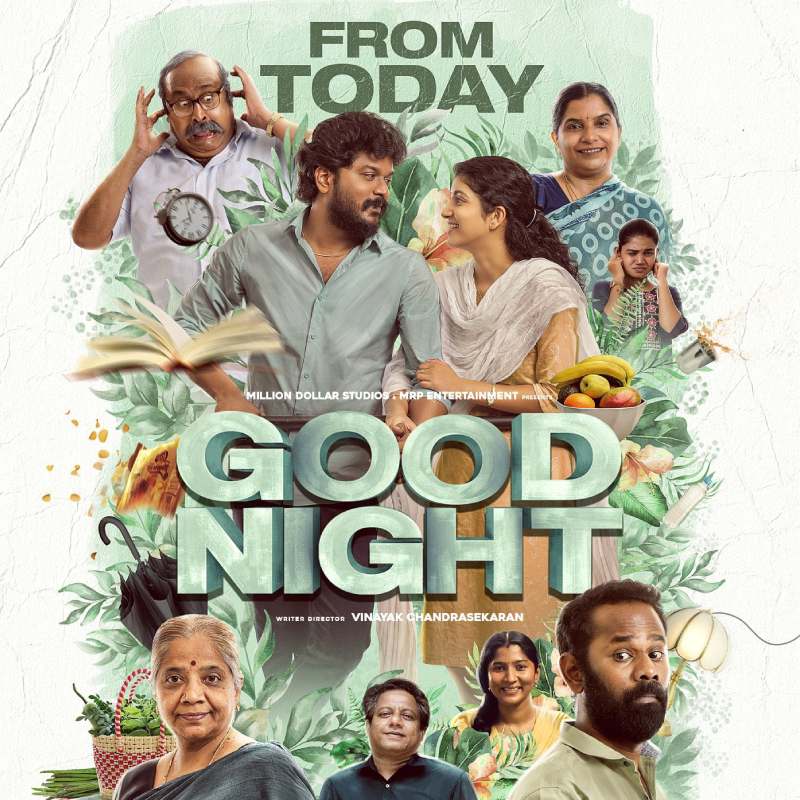 FROM
TODAY
MILLION DOLLAR STUDIOS & MRP ENTERTAINMENT PRESENTS
GOOD
NIGHT
WRITER DIRECTOR VINAYAK CHANDRASEKARAN